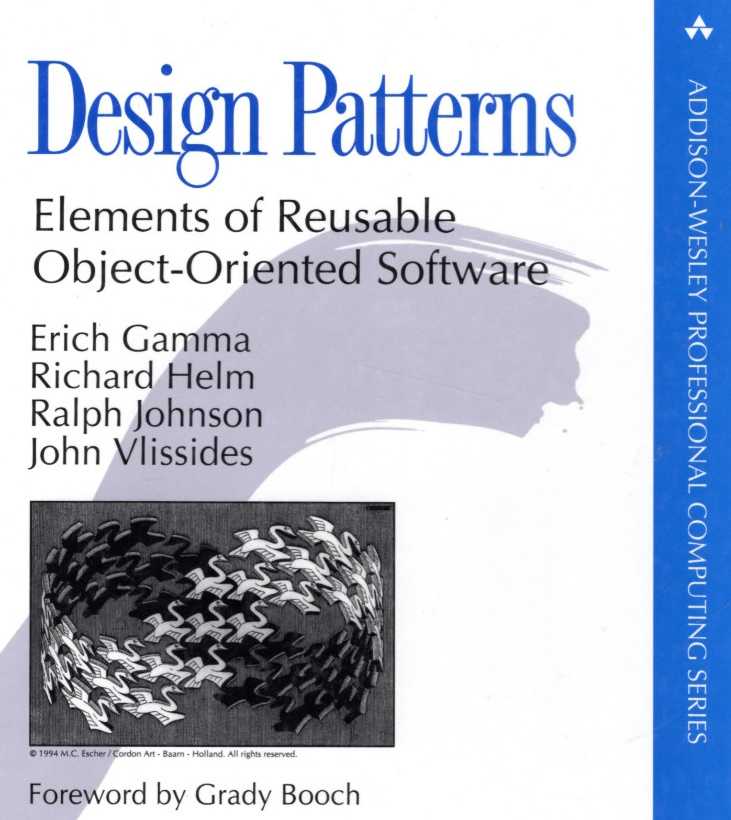 Design Patterns
Elements of Reusable
Object-Oriented Software
Erich Gamma
Richard Helm
Ralph Johnson
John Vlissides
© 1994 M.C. Escher / Cordon Art - Baarn - Holland. All rights reserved.
Foreword by Grady Booch
ADDISON-WESLEY PROFESSIONAL COMPUTING SERIES